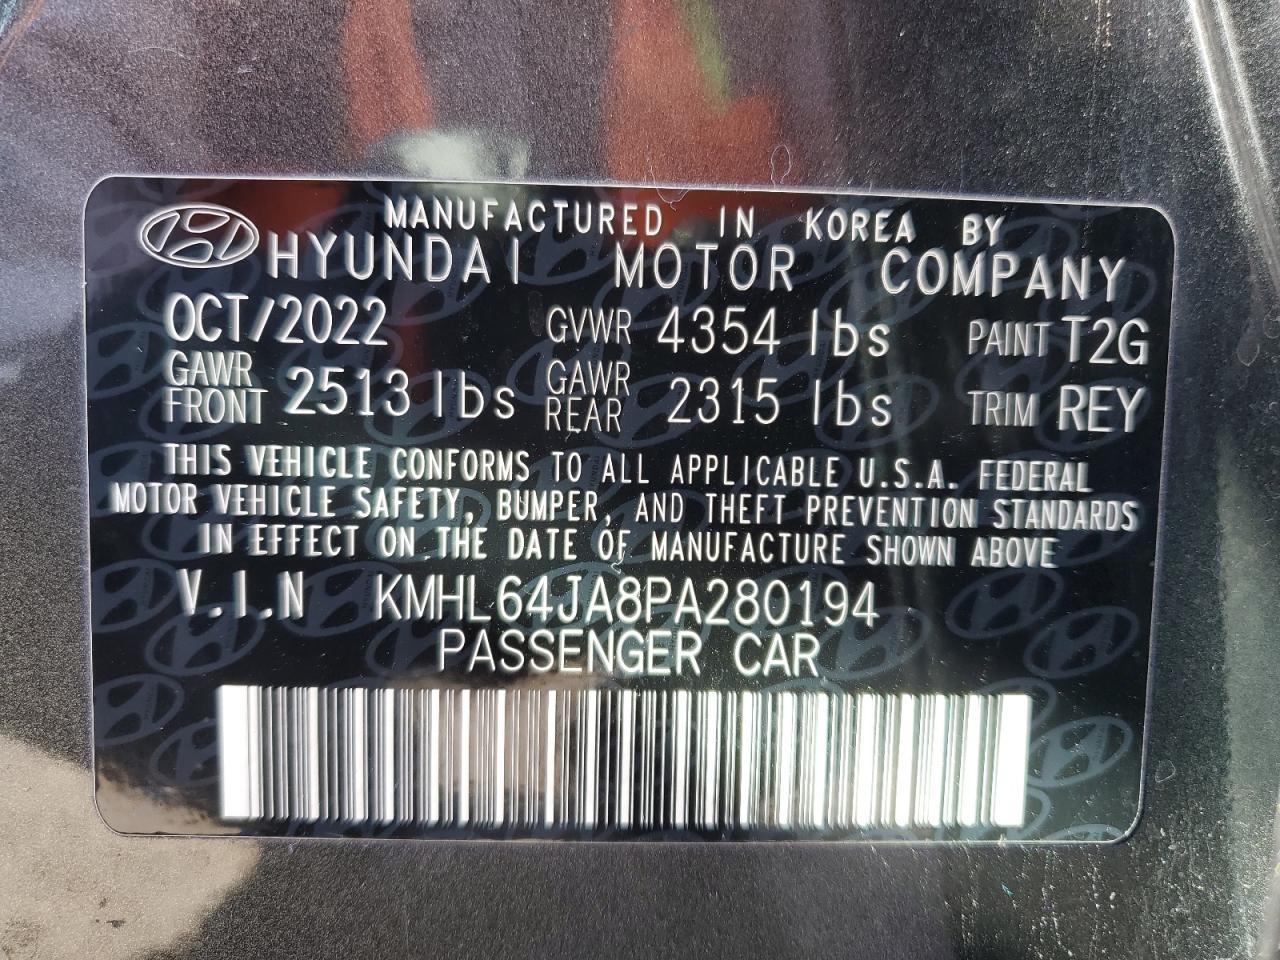 MANUFACTURED IN KOREA BY
HYUNDAI MOTOR COMPANY
OCT/2022 GVWR 4354 lbs PAINT T2G
GAWR FRONT 2513 lbs GAWR REAR 2315 lbs TRIM REY
THIS VEHICLE CONFORMS TO ALL APPLICABLE U.S.A. FEDERAL
MOTOR VEHICLE SAFETY, BUMPER, AND THEFT PREVENTION STANDARDS
IN EFFECT ON THE DATE OF MANUFACTURE SHOWN ABOVE
V.I.N KMHL64JA8PA280194
PASSENGER CAR